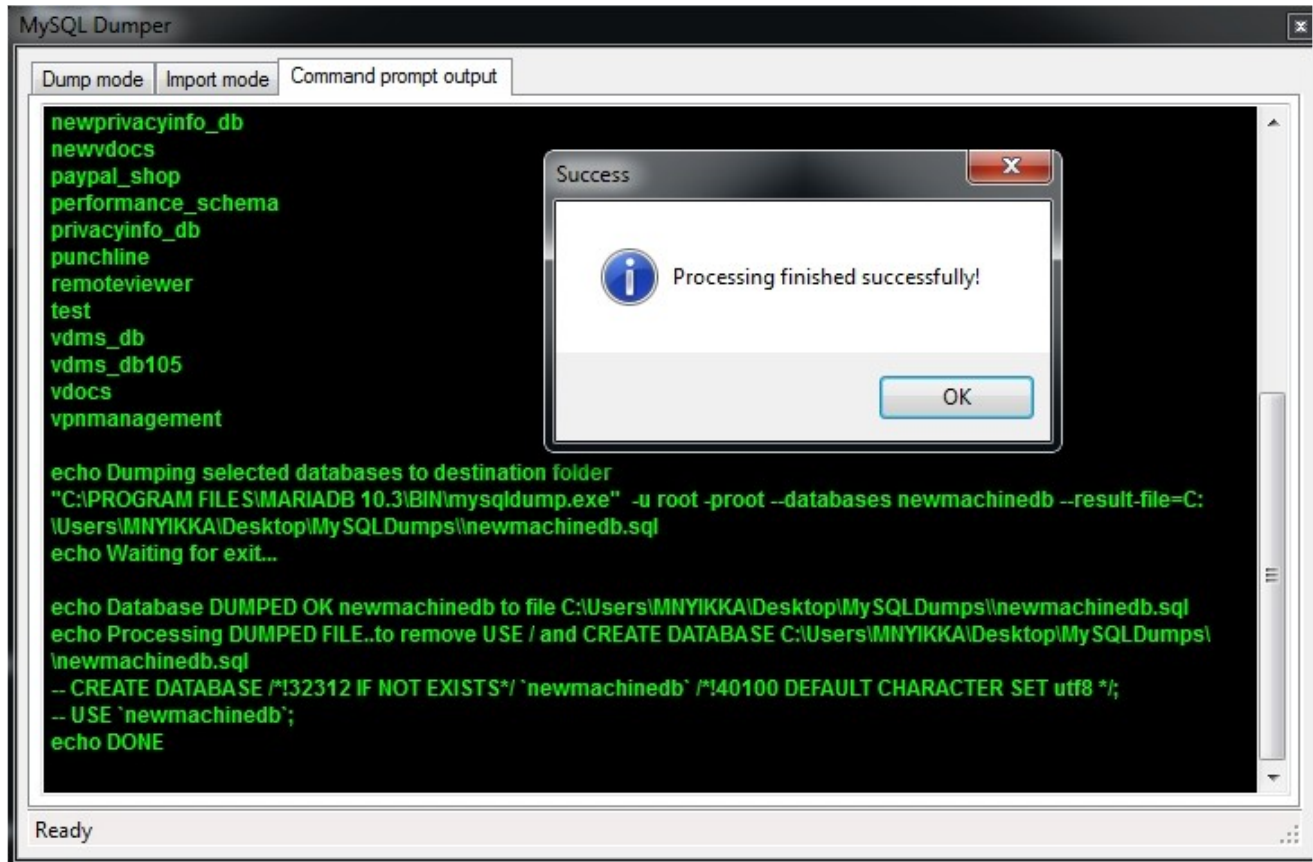 MySQL Dumper
Dump mode
Import mode
Command prompt output
newprivacyinfo_db
newvdocs
paypal_shop
performance_schema
privacyinfo_db
punchline
remoteviewer
test
vdms_db
vdms_db105
vdocs
vpnmanagement
Success
Processing finished successfully!
OK
echo Dumping selected databases to destination folder
"C:\PROGRAM FILES\MARIADB 10.3\BIN\mysqldump.exe"  -u root -proot --databases newmachinedb --result-file=C:
\Users\MNYIKKA\Desktop\MySQLDumps\\newmachinedb.sql
echo Waiting for exit...
echo Database DUMPED OK newmachinedb to file C:\Users\MNYIKKA\Desktop\MySQLDumps\\newmachinedb.sql
echo Processing DUMPED FILE..to remove USE / and CREATE DATABASE C:\Users\MNYIKKA\Desktop\MySQLDumps\
\newmachinedb.sql
-- CREATE DATABASE /*!32312 IF NOT EXISTS*/ `newmachinedb` /*!40100 DEFAULT CHARACTER SET utf8 */;
-- USE `newmachinedb`;
echo DONE
Ready